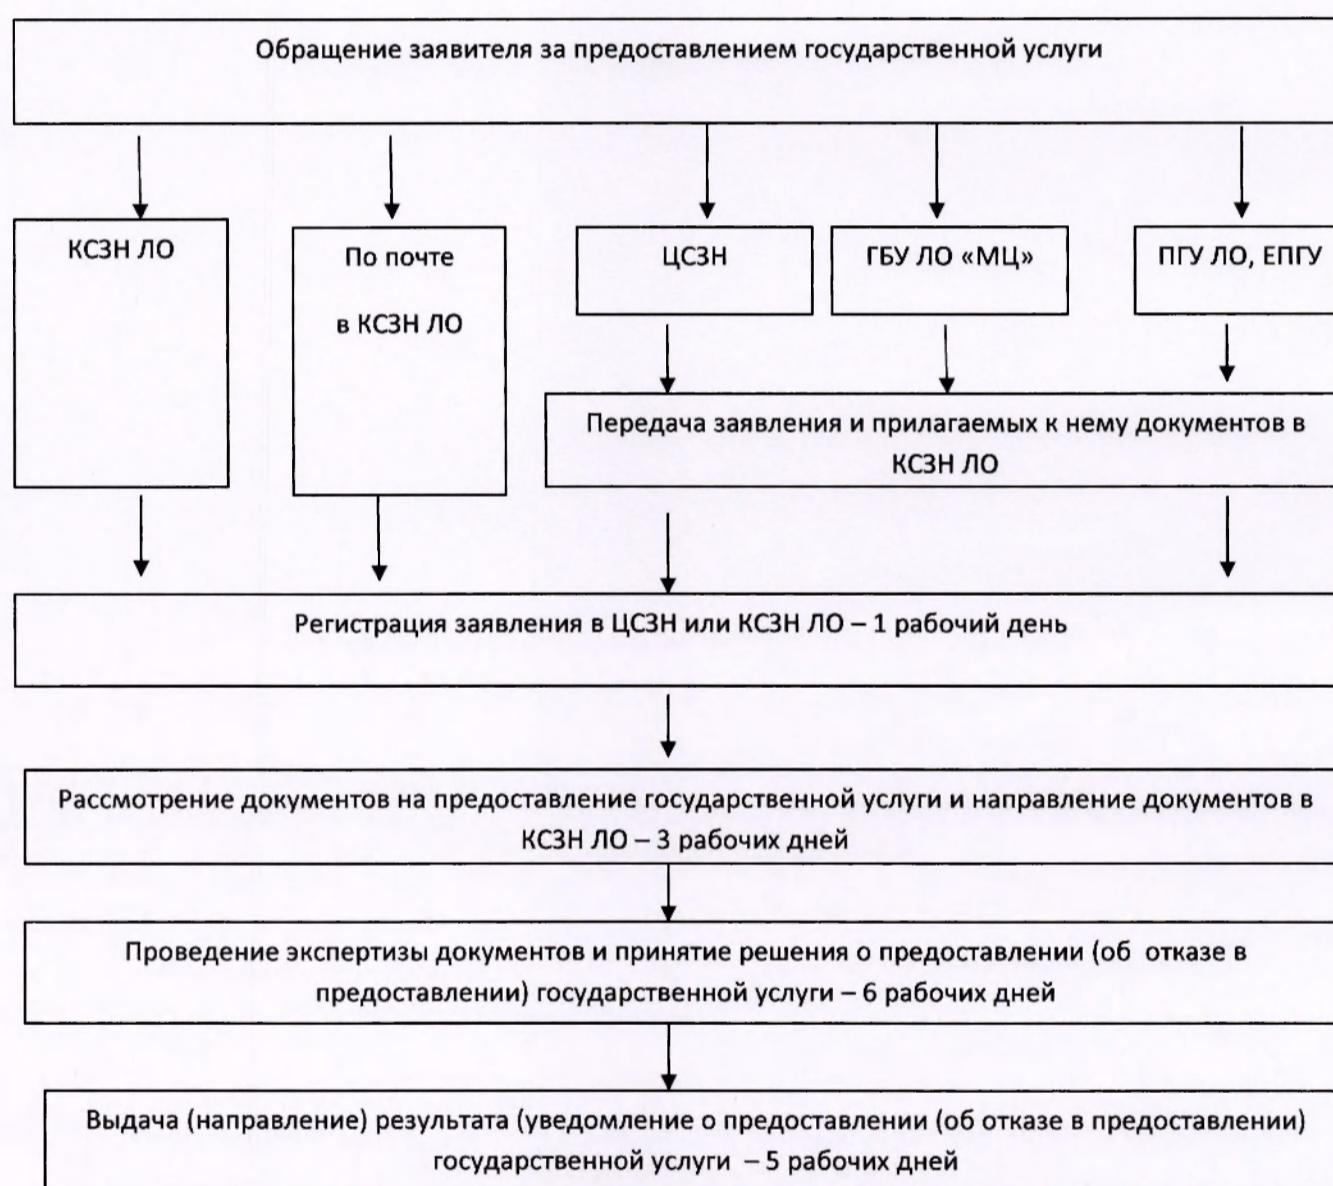 Обращение заявителя за предоставлением государственной услуги
КСЗН ЛО
По почте
в КСЗН ЛО
ЦСЗН
ГБУ ЛО «МЦ»
ПГУ ЛО, ЕПГУ
Передача заявления и прилагаемых к нему документов в
КСЗН ЛО
Регистрация заявления в ЦСЗН или КСЗН ЛО – 1 рабочий день
Рассмотрение документов на предоставление государственной услуги и направление документов в
КСЗН ЛО – 3 рабочих дней
Проведение экспертизы документов и принятие решения о предоставлении (об отказе в
предоставлении) государственной услуги – 6 рабочих дней
Выдача (направление) результата (уведомление о предоставлении (об отказе в предоставлении)
государственной услуги – 5 рабочих дней